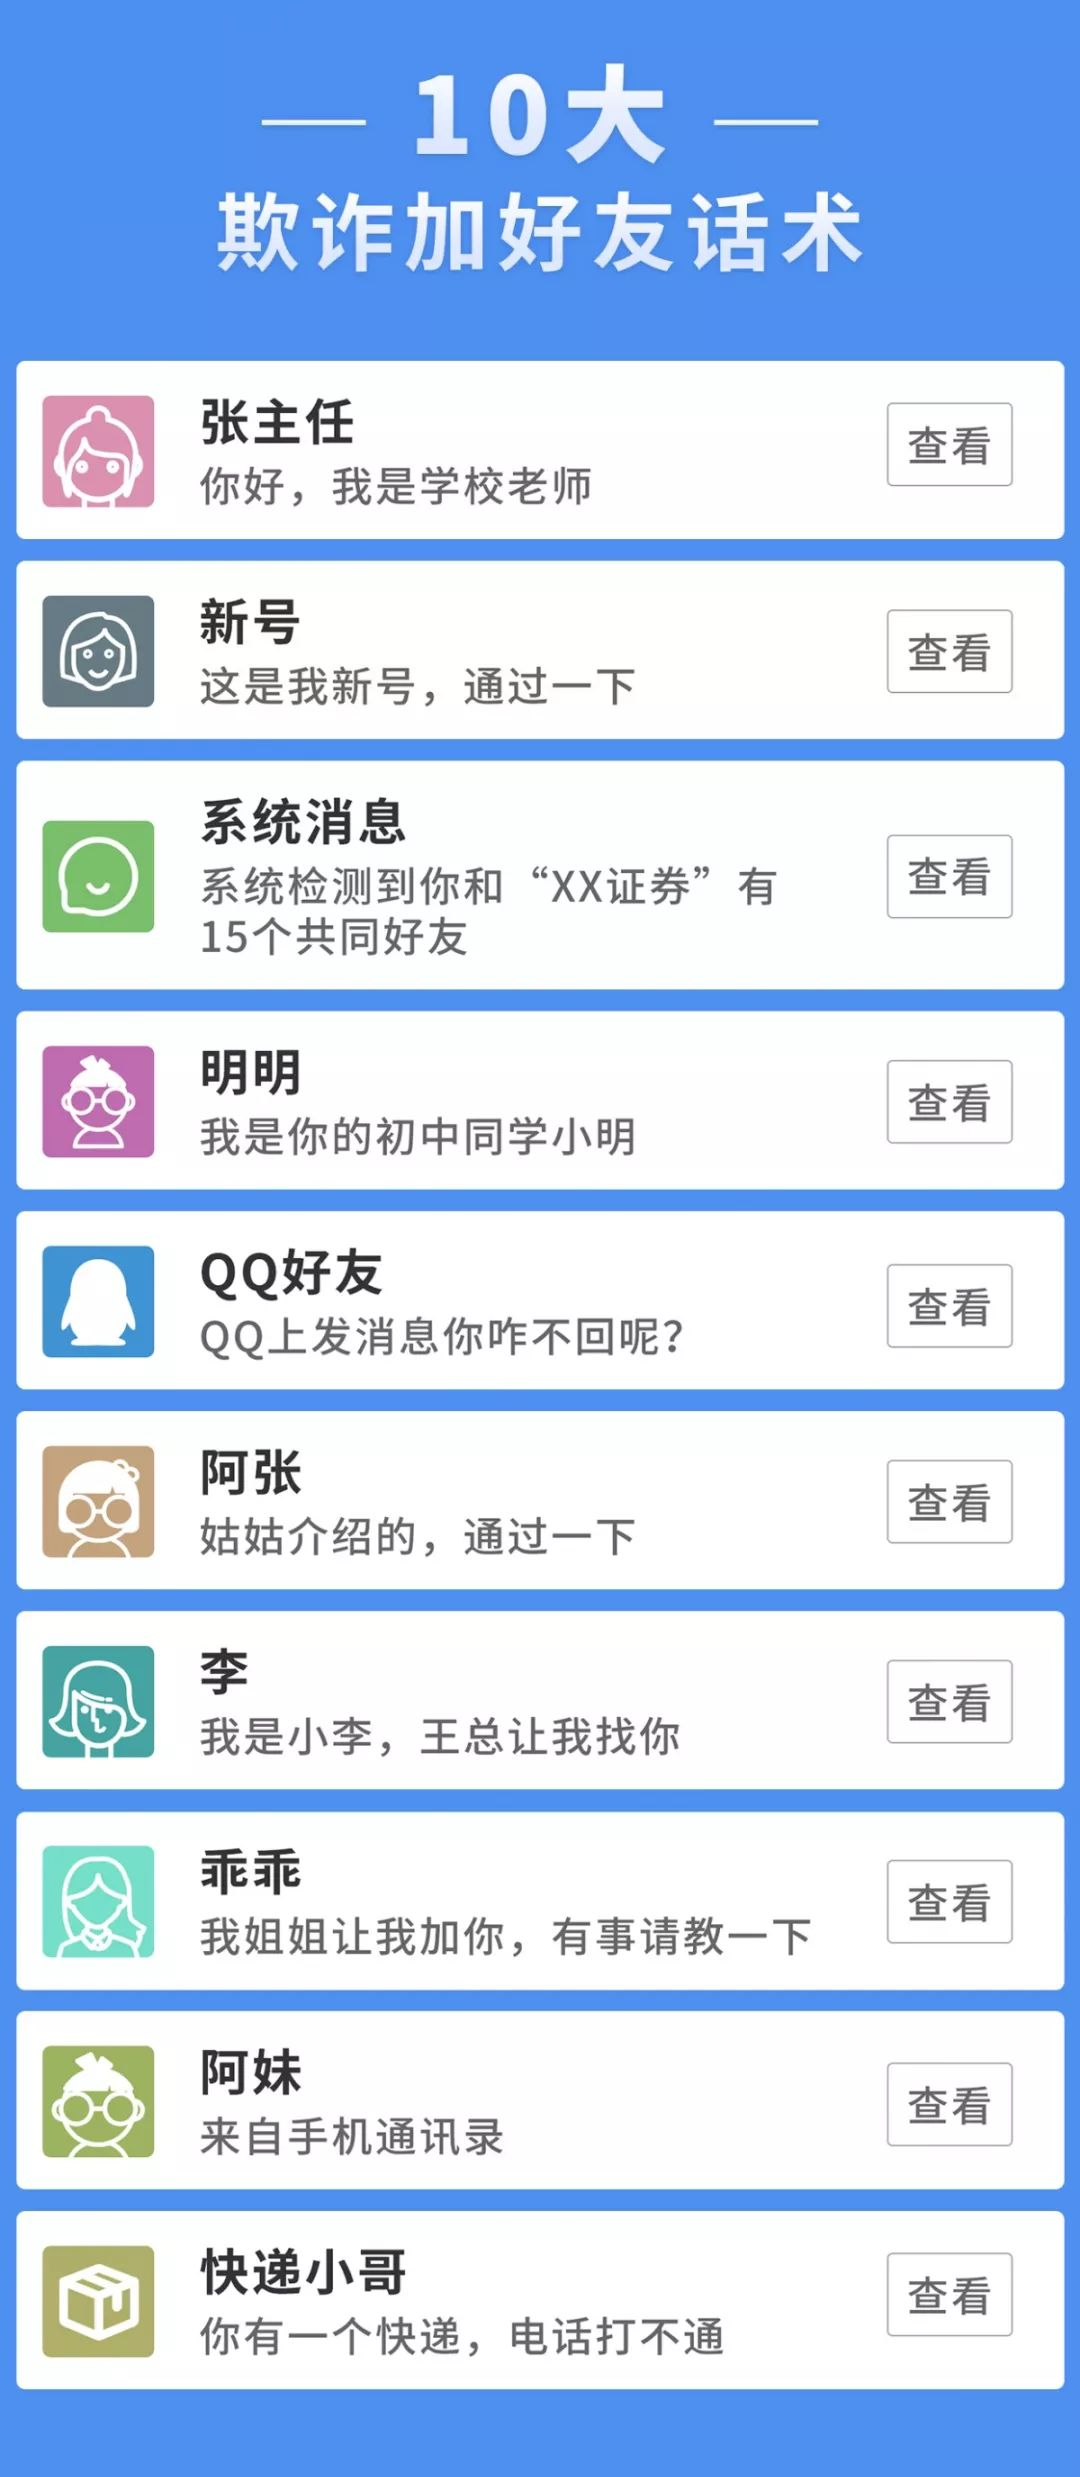 10大
欺诈加好友话术
张主任
你好，我是学校老师
查看
新号
这是我新号，通过一下
查看
系统消息
系统检测到你和“XX证券”有
15个共同好友
查看
明明
我是你的初中同学小明
查看
QQ好友
QQ上发消息你咋不回呢？
查看
阿张
姑姑介绍的，通过一下
查看
李
我是小李，王总让我找你
查看
乖乖
我姐姐让我加你，有事请教一下
查看
阿妹
来自手机通讯录
查看
快递小哥
你有一个快递，电话打不通
查看